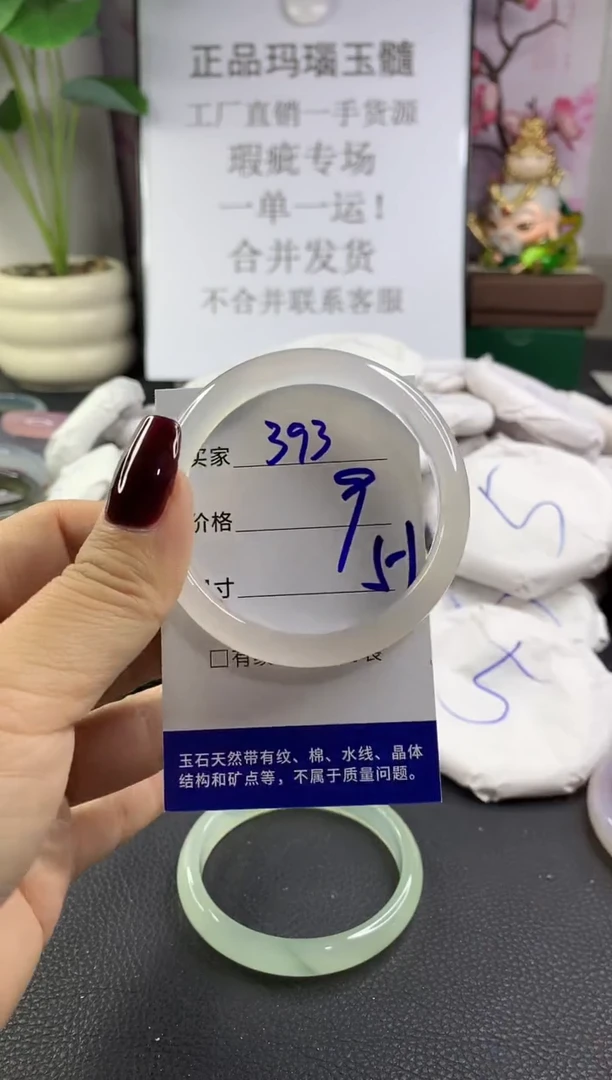 正品玛瑙玉髓
工厂直销一手货源
瑕疵专场
一单一运!
合并发货
不合并联系客服
买家 393
价格 9
寸 51
□有
玉石天然带有纹、棉、水线、晶体
结构和矿点等，不属于质量问题。
5